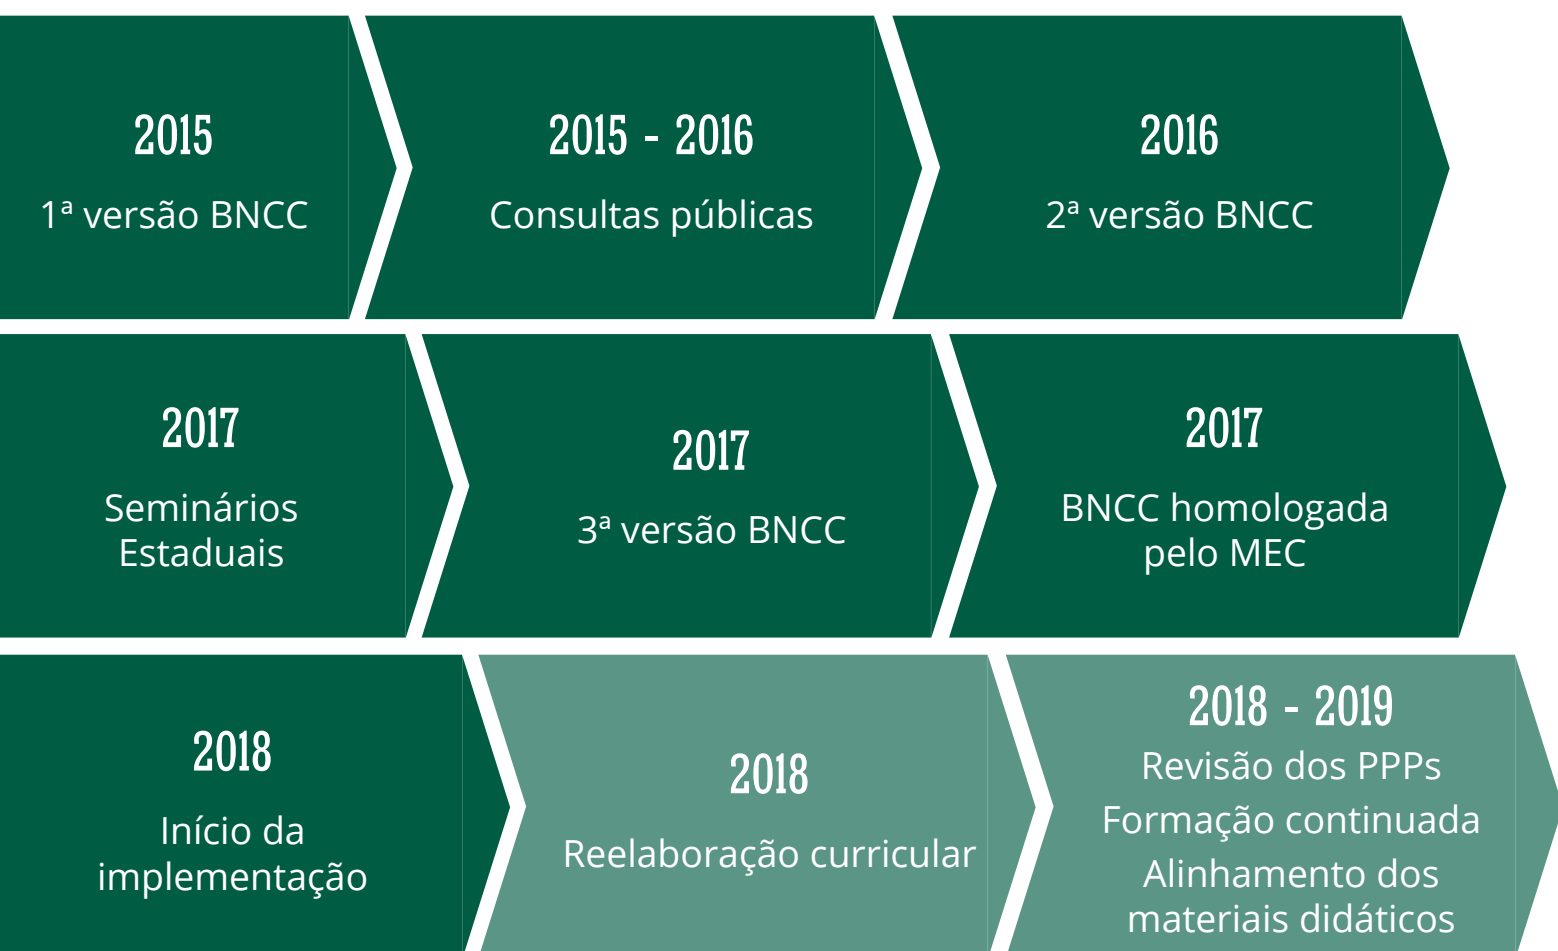 2015
1ª versão BNCC
2015 - 2016
Consultas públicas
2016
2ª versão BNCC
2017
Seminários
Estaduais
2017
3ª versão BNCC
2017
BNCC homologada
pelo MEC
2018
Início da
implementação
2018
Reelaboração curricular
2018 - 2019
Revisão dos PPPs
Formação continuada
Alinhamento dos
materiais didáticos